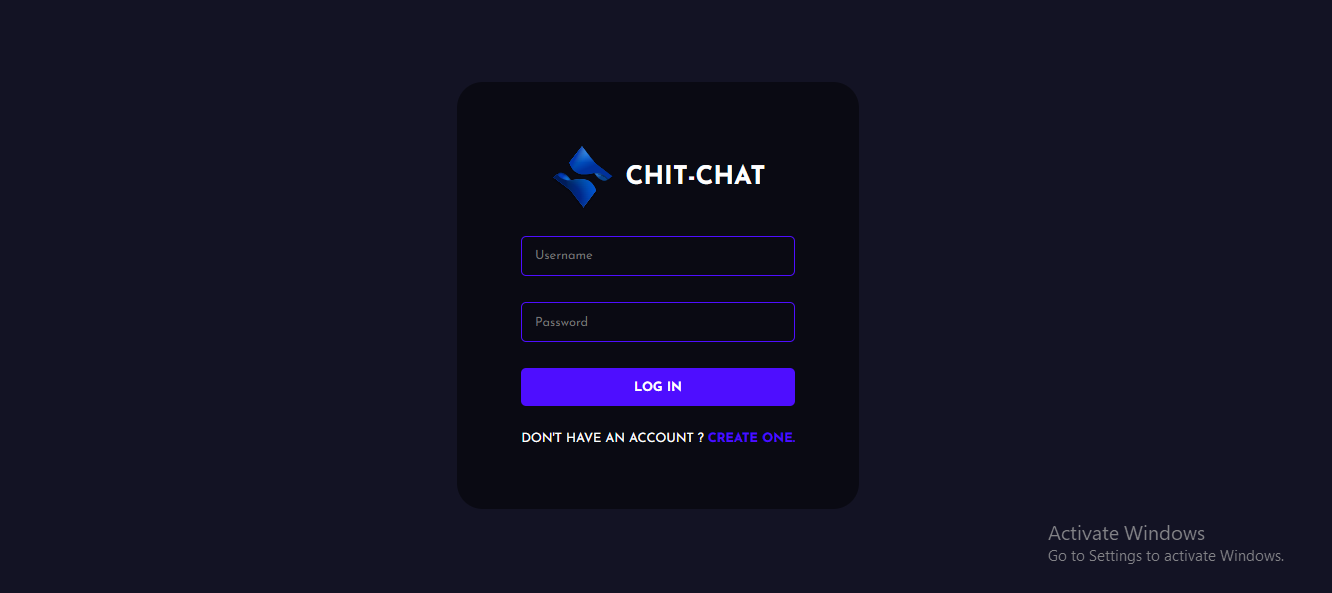 CHIT-CHAT
Username
Password
LOG IN
DON'T HAVE AN ACCOUNT ? CREATE ONE.
Activate Windows
Go to Settings to activate Windows.